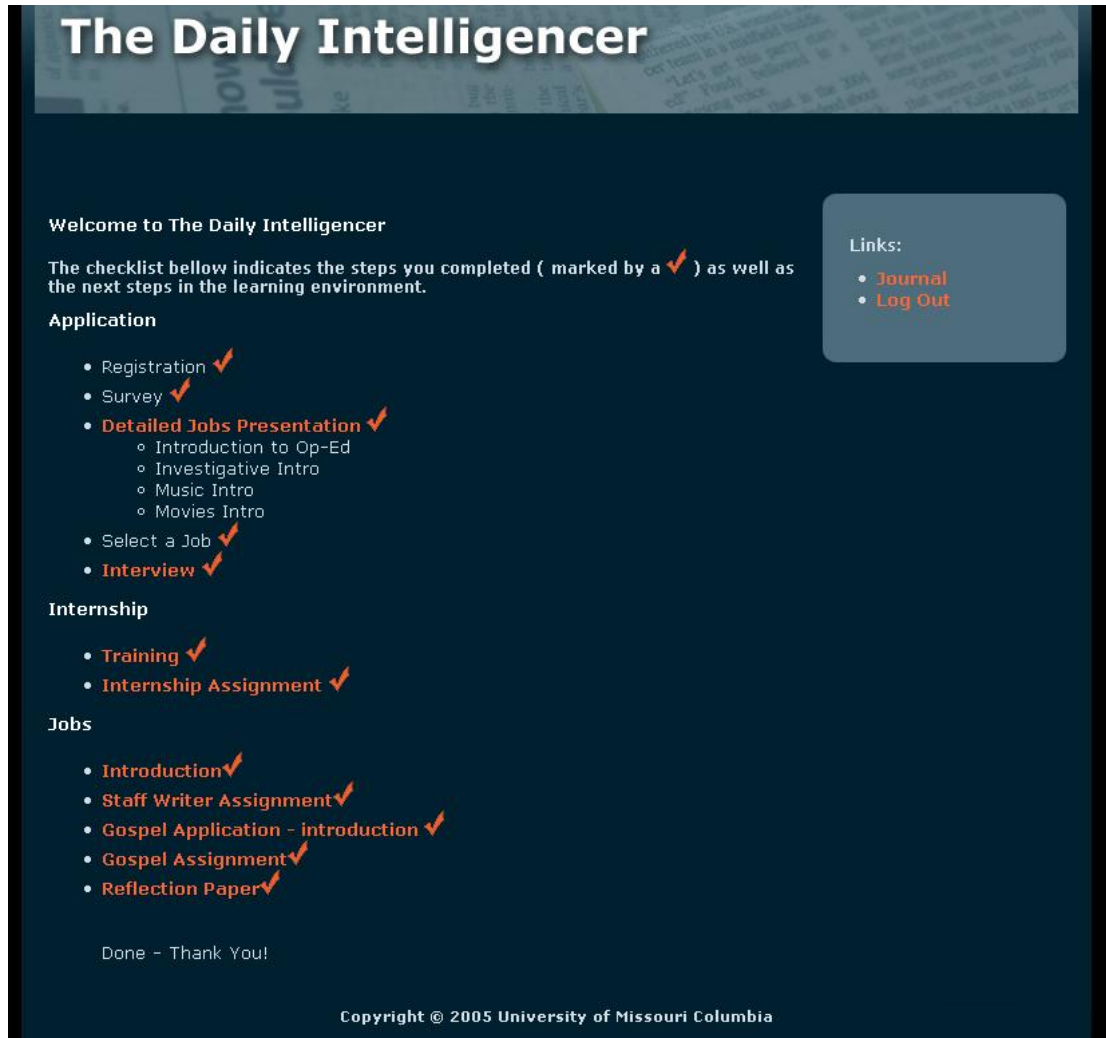 The Daily Intelligencer
Welcome to The Daily Intelligencer
The checklist bellow indicates the steps you completed ( marked by a ✓ ) as well as
the next steps in the learning environment.
Application
• Registration ✓
• Survey ✓
• Detailed Jobs Presentation ✓
◦ Introduction to Op-Ed
◦ Investigative Intro
◦ Music Intro
◦ Movies Intro
• Select a Job ✓
• Interview ✓
Internship
• Training ✓
• Internship Assignment ✓
Jobs
• Introduction✓
• Staff Writer Assignment✓
• Gospel Application - introduction ✓
• Gospel Assignment✓
• Reflection Paper✓
Done - Thank You!
Links:
• Journal
• Log Out
Copyright © 2005 University of Missouri Columbia